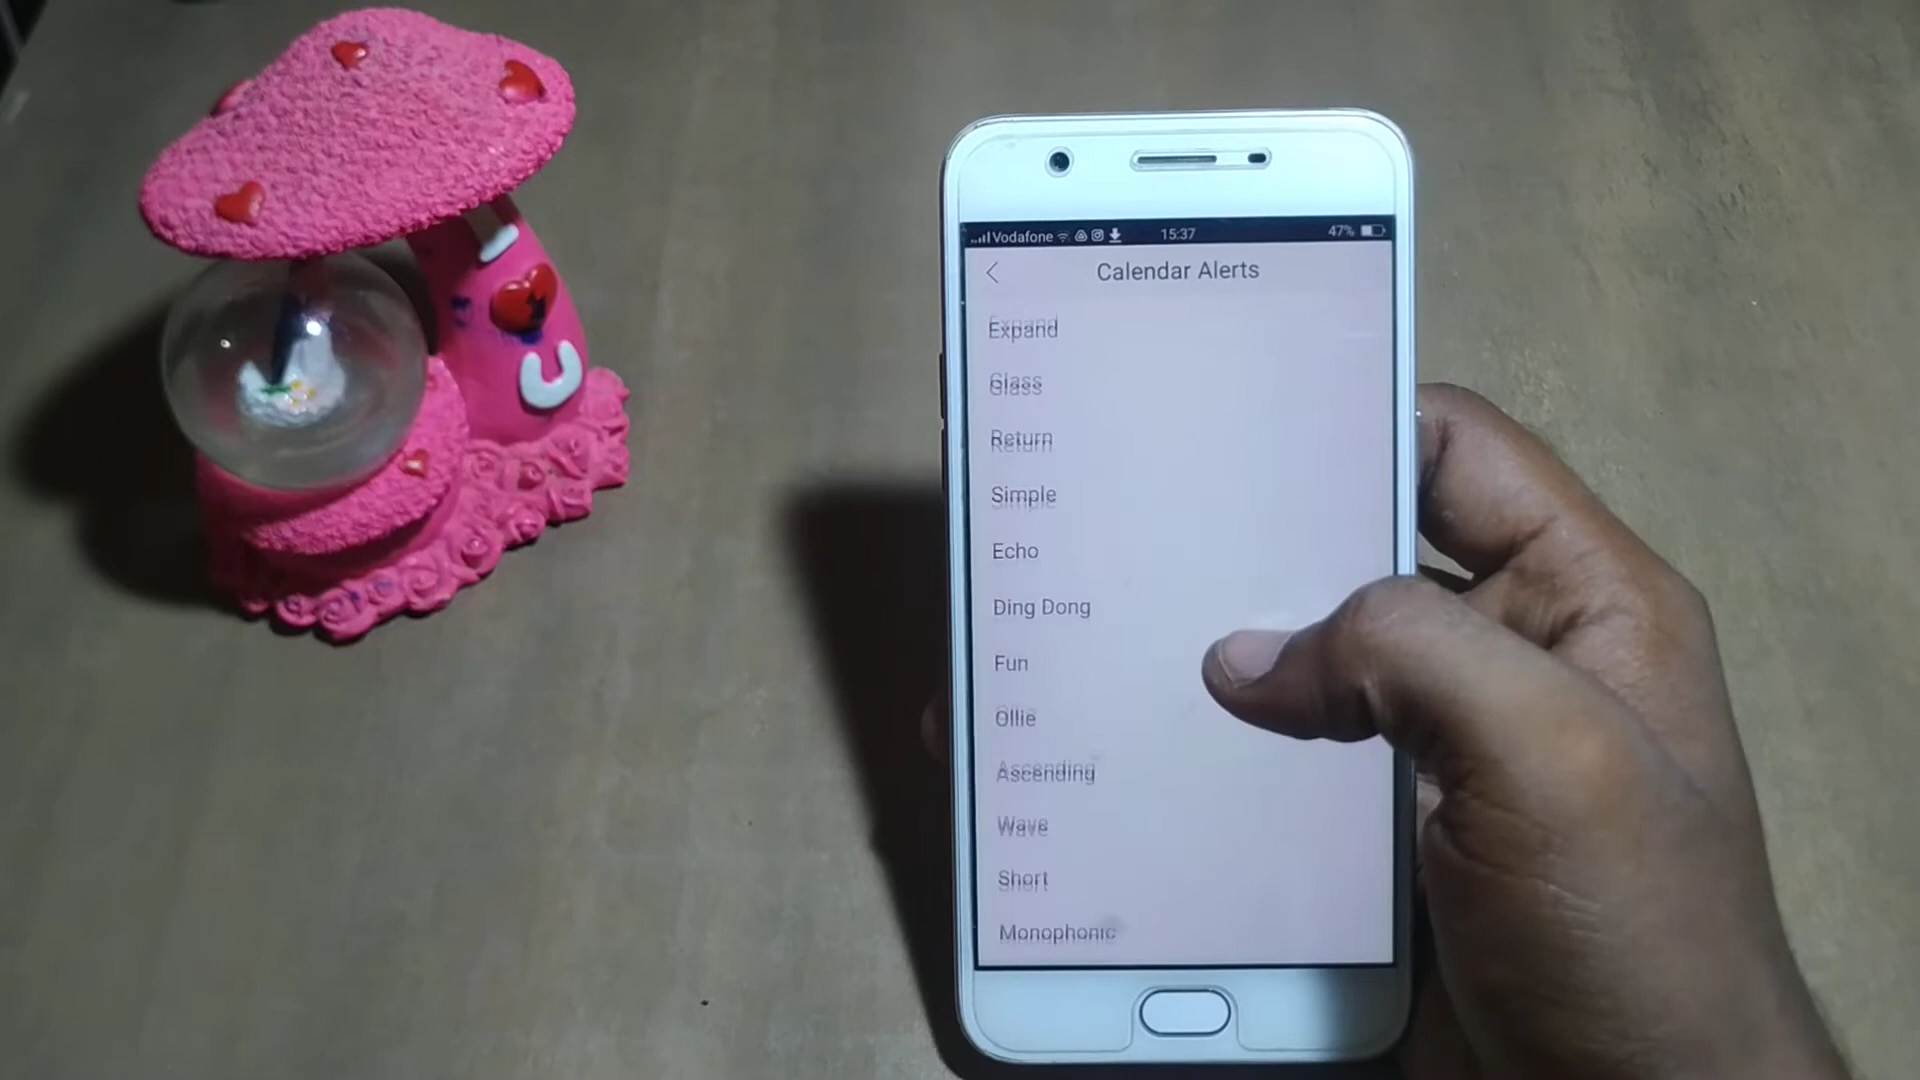 Vodafone 15:37 47%
Calendar Alerts
Expand
Glass
Return
Simple
Echo
Ding Dong
Fun
Ollie
Ascending
Wave
Short
Monophonic
I
U